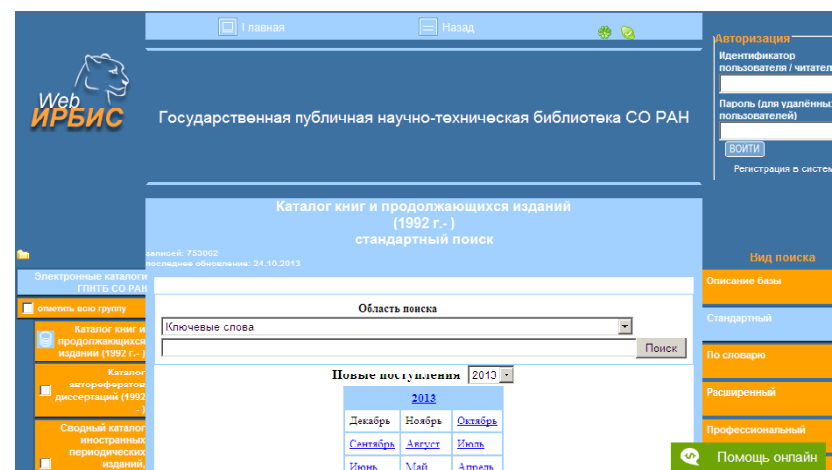 Главная
Назад
Авторизация
Идентификатор
пользователя / читател
Пароль (для удалённых
пользователей)
ВОЙТИ
Регистрация в систем
Web
ИРБИС
Государственная публичная научно-техническая библиотека СО РАН
Каталог книг и продолжающихся изданий
(1992 г.- )
стандартный поиск
записей: 753062
последнее обновление: 24.10.2013
Электронные каталоги
ГПНТБ СО РАН
отметить всю группу
Каталог книг и
продолжающихся
изданий (1992 г.- )
Каталог
авторефератов
диссертаций (1992
- )
Сводный каталог
иностранных
периодических
изданий,
Область поиска
Ключевые слова
Поиск
Новые поступления 2013
2013
Декабрь Ноябрь Октябрь
Сентябрь Август Июль
Июнь Май Апрель
Вид поиска
Описание базы
Стандартный
По словарю
Расширенный
Профессиональный
Помощь онлайн